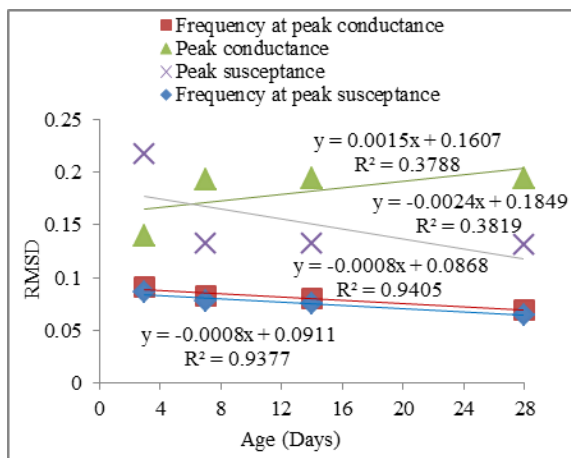 Frequency at peak conductance
Peak conductance
Peak susceptance
Frequency at peak susceptance
0.25
0.2
0.15
0.1
0.05
0
RMSD
y = 0.0015x + 0.1607
R² = 0.3788
y = -0.0024x + 0.1849
R² = 0.3819
y = -0.0008x + 0.0868
R² = 0.9405
y = -0.0008x + 0.0911
R² = 0.9377
0 4 8 12 16 20 24 28
Age (Days)